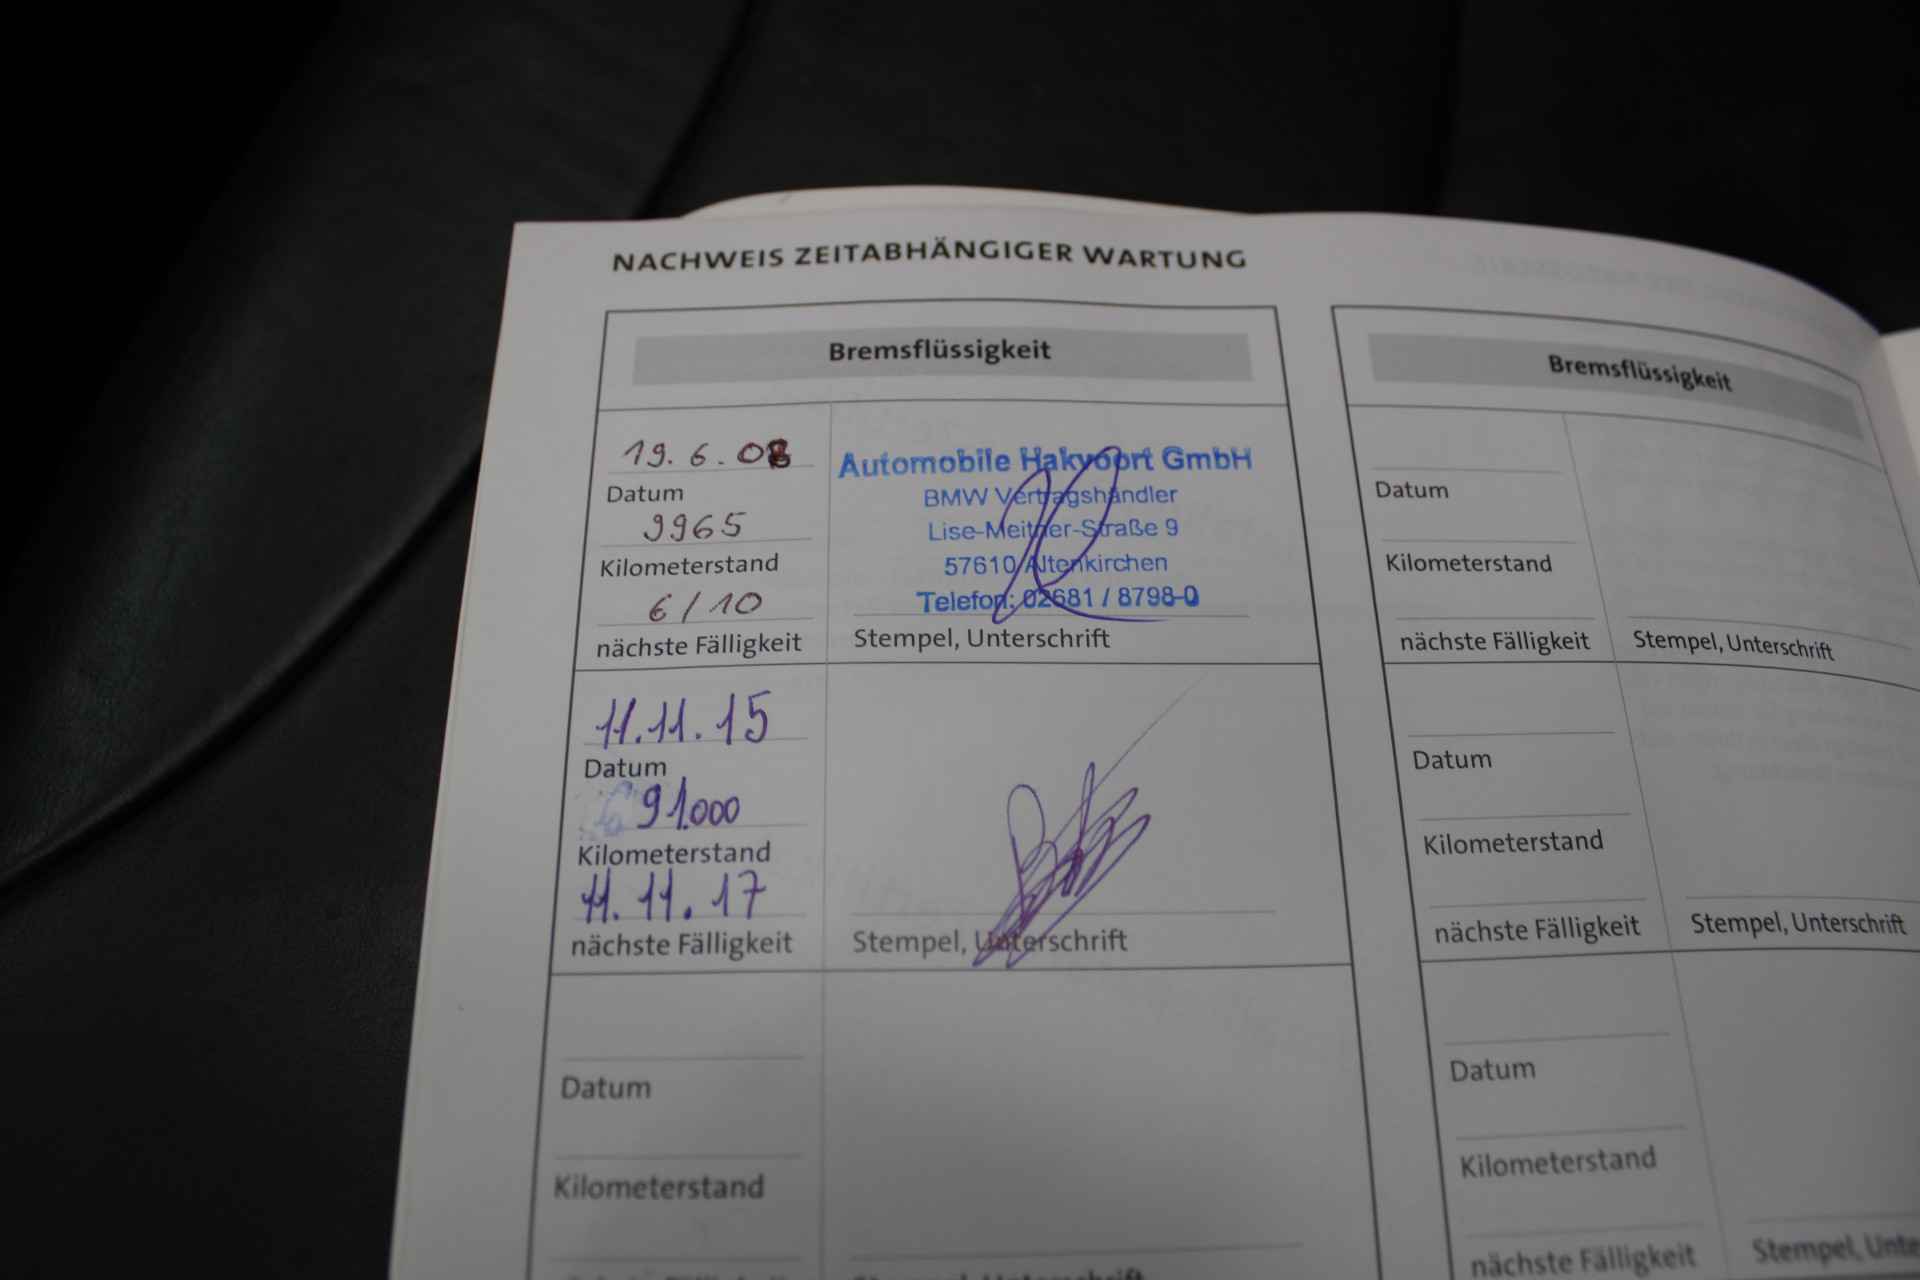 NACHWEIS ZEITABHÄNGIGER WARTUNG
Bremsflüssigkeit
19.6.08
Datum
9965
Kilometerstand
6/10
nächste Fälligkeit
Automobile Hakvoort GmbH
BMW Vertragshändler
Lise-Meitner-Straße 9
57610 Altenkirchen
Telefon: 02681 / 8798-0
Stempel, Unterschrift
11.11.15
Datum
91.000
Kilometerstand
11.11.17
nächste Fälligkeit
Stempel, Unterschrift
Datum
Kilometerstand
Bremsflüssigkeit
Datum
Kilometerstand
nächste Fälligkeit
Stempel, Unterschrift
Datum
Kilometerstand
nächste Fälligkeit
Stempel, Unterschrift
Datum
Kilometerstand
nächste Fälligkeit
Stempel,